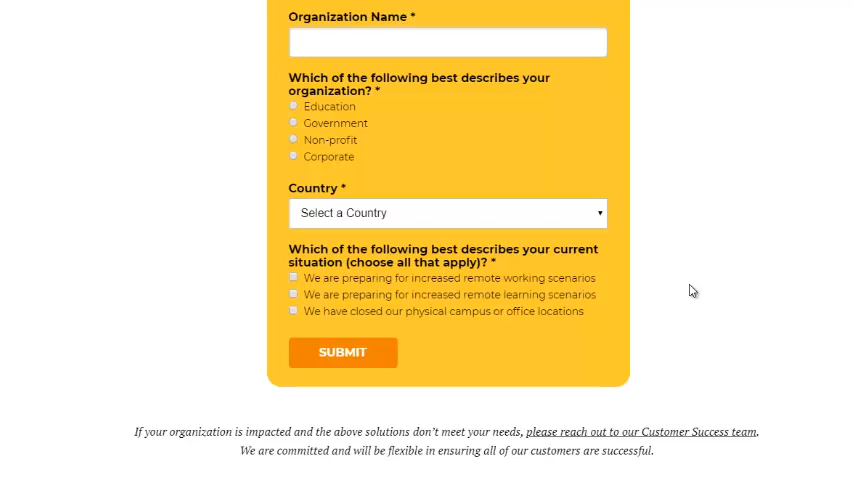 Organization Name *
Which of the following best describes your
organization? *
Education
Government
Non-profit
Corporate
Country *
Select a Country
Which of the following best describes your current
situation (choose all that apply)? *
We are preparing for increased remote working scenarios
We are preparing for increased remote learning scenarios
We have closed our physical campus or office locations
SUBMIT
If your organization is impacted and the above solutions don't meet your needs, please reach out to our Customer Success team.
We are committed and will be flexible in ensuring all of our customers are successful.